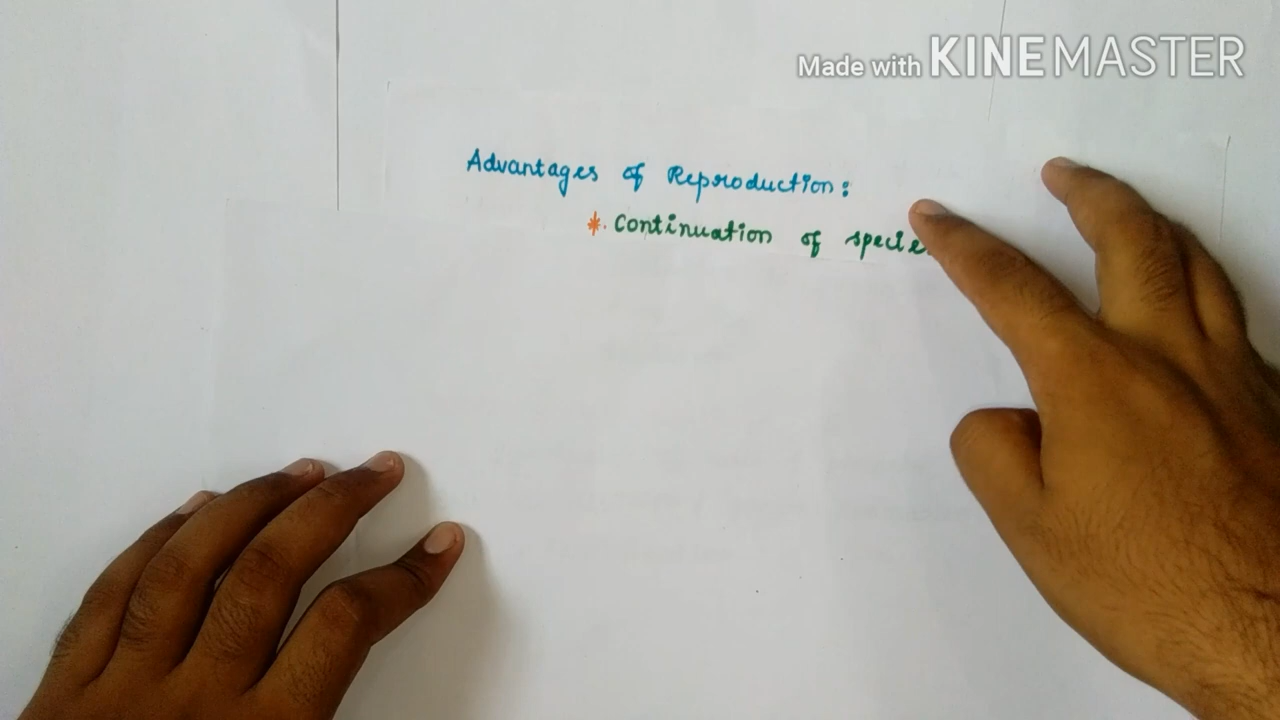 Made with KINEMASTER
Advantages of Reproduction:
*. Continuation of